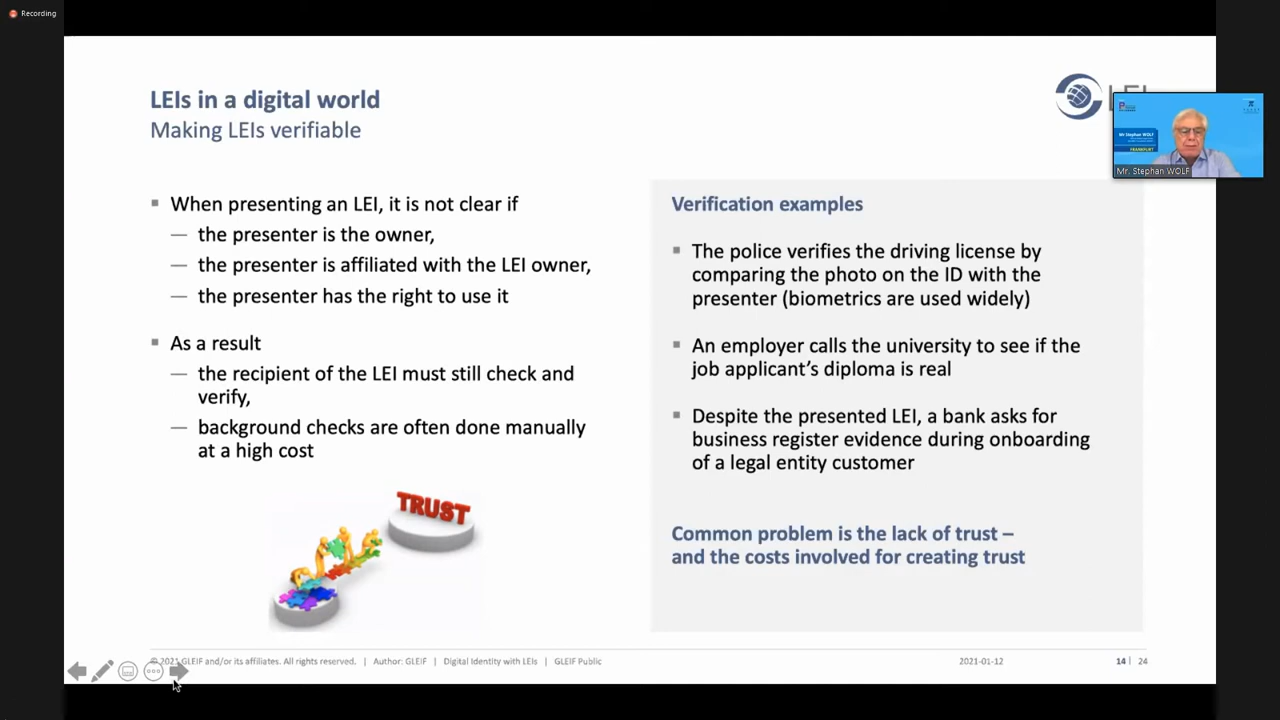 Recording
LEIs in a digital world
Making LEIs verifiable
LEI
Mr Stephan WOLF
FRANKFURT
Mr. Stephan WOLF
When presenting an LEI, it is not clear if
— the presenter is the owner,
— the presenter is affiliated with the LEI owner,
— the presenter has the right to use it
As a result
— the recipient of the LEI must still check and
verify,
— background checks are often done manually
at a high cost
TRUST
Verification examples
The police verifies the driving license by
comparing the photo on the ID with the
presenter (biometrics are used widely)
An employer calls the university to see if the
job applicant's diploma is real
Despite the presented LEI, a bank asks for
business register evidence during onboarding
of a legal entity customer
Common problem is the lack of trust –
and the costs involved for creating trust
© 2021 GLEIF and/or its affiliates. All rights reserved. | Author: GLEIF | Digital Identity with LEIs | GLEIF Public
2021-01-12
14 | 24